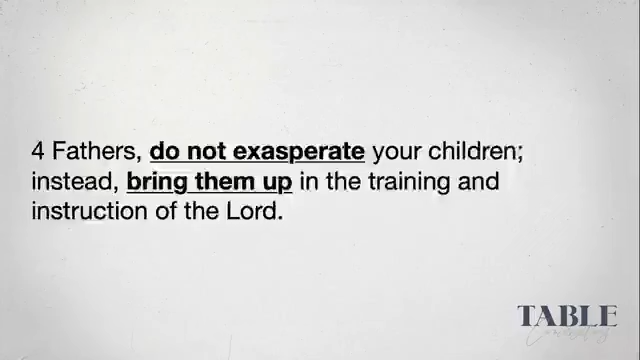 4 Fathers, do not exasperate your children;
instead, bring them up in the training and
instruction of the Lord.
TABLE